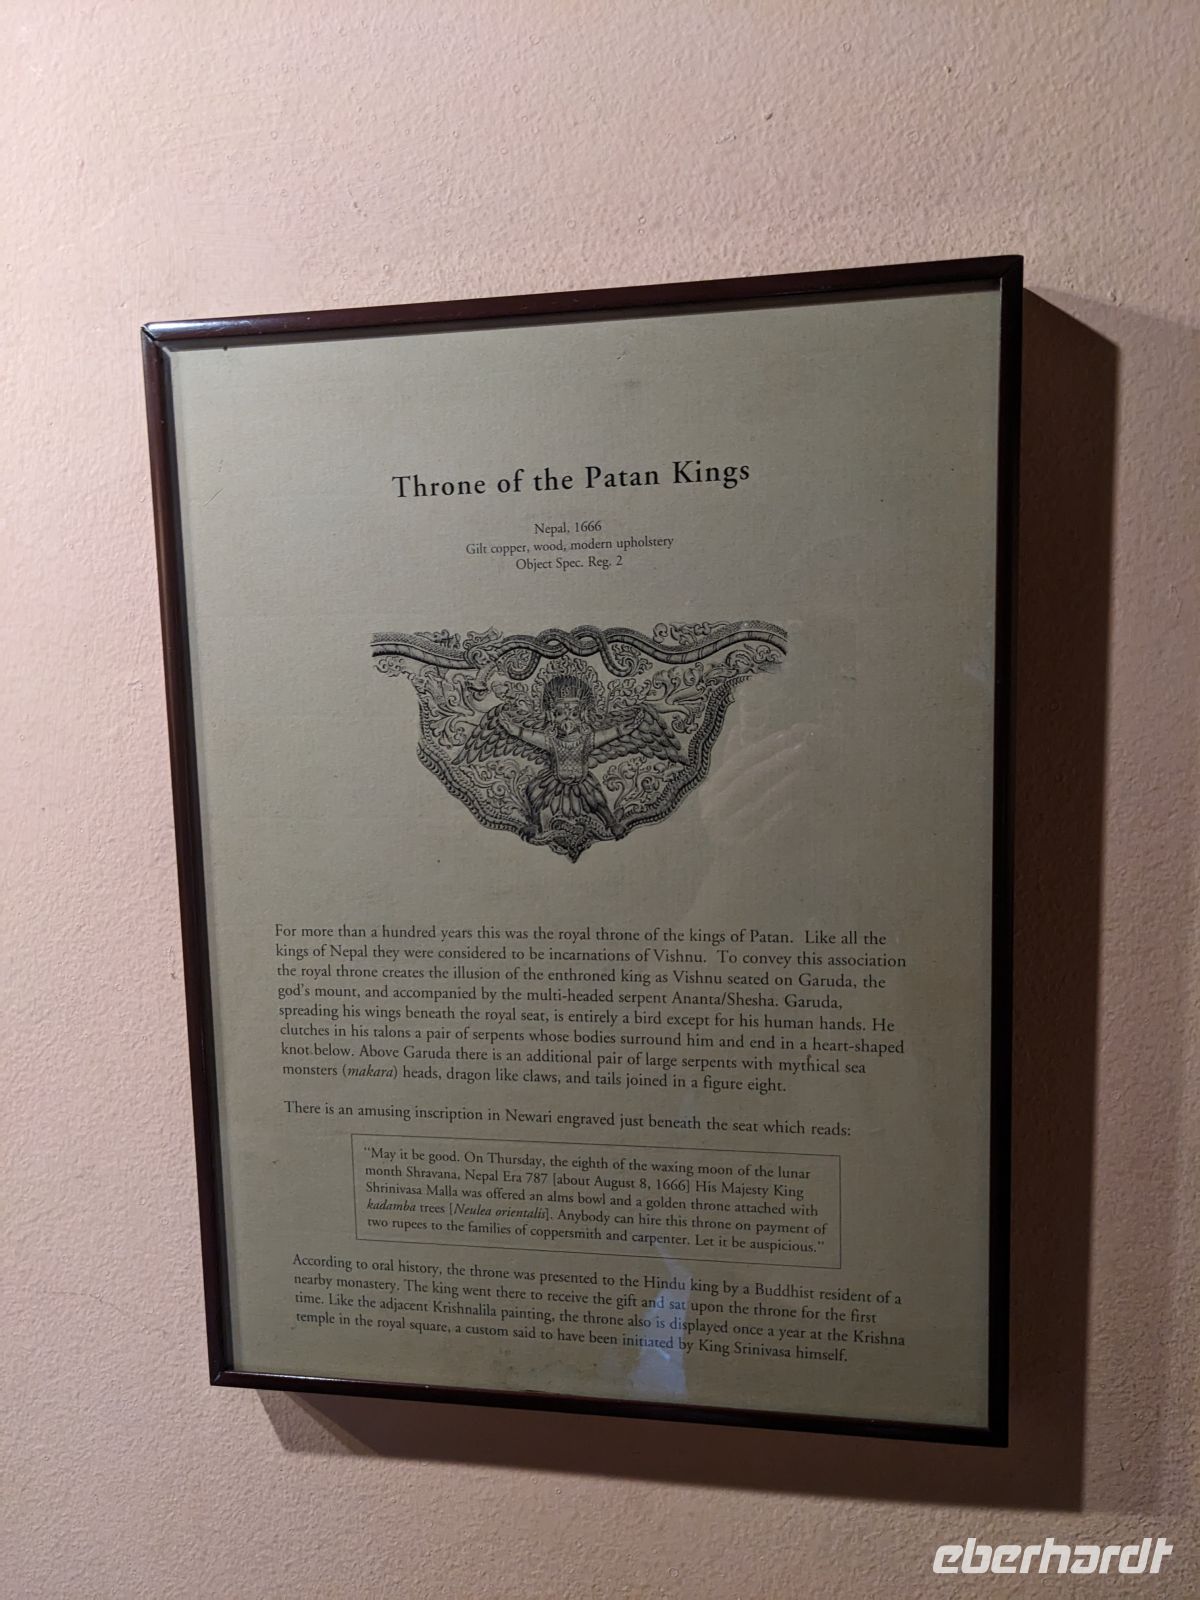 Throne of the Patan Kings
Nepal, 1666
Gilt copper, wood, modern upholstery
Object Spec. Reg. 2
For more than a hundred years this was the royal throne of the kings of Patan. Like all the
kings of Nepal they were considered to be incarnations of Vishnu. To convey this association
the royal throne creates the illusion of the enthroned king as Vishnu seated on Garuda, the
god's mount, and accompanied by the multi-headed serpent Ananta/Shesha. Garuda,
spreading his wings beneath the royal seat, is entirely a bird except for his human hands. He
clutches in his talons a pair of serpents whose bodies surround him and end in a heart-shaped
knot below. Above Garuda there is an additional pair of large serpents with mythical sea
monsters (makara) heads, dragon like claws, and tails joined in a figure eight.
There is an amusing inscription in Newari engraved just beneath the seat which reads:
"May it be good. On Thursday, the eighth of the waxing moon of the lunar
month Shravana, Nepal Era 787 [about August 8, 1666] His Majesty King
Shrinivasa Malla was offered an alms bowl and a golden throne attached with
kadamba trees [Neulea orientalis]. Anybody can hire this throne on payment of
two rupees to the families of coppersmith and carpenter. Let it be auspicious."
According to oral history, the throne was presented to the Hindu king by a Buddhist resident of a
nearby monastery. The king went there to receive the gift and sat upon the throne for the first
time. Like the adjacent Krishnalila painting, the throne also is displayed once a year at the Krishna
temple in the royal square, a custom said to have been initiated by King Srinivasa himself.
eberhardt